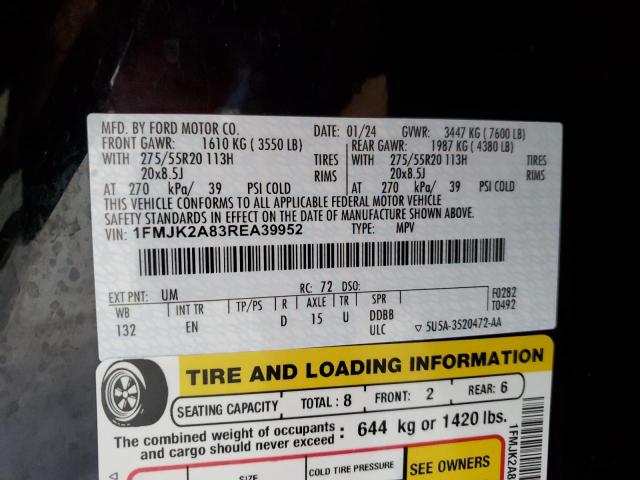 MFD. BY FORD MOTOR CO. DATE: 01/24 GVWR: 3447 KG ( 7600 LB)
FRONT GAWR: 1610 KG ( 3550 LB) REAR GAWR: 1987 KG ( 4380 LB)
WITH 275/55R20 113H TIRES WITH 275/55R20 113H TIRES
20x8.5J RIMS 20x8.5J RIMS
AT 270 kPa/ 39 PSI COLD AT 270 kPa/ 39 PSI COLD
THIS VEHICLE CONFORMS TO ALL APPLICABLE FEDERAL MOTOR VEHICLE
SAFETY STANDARDS IN EFFECT ON THE DATE OF MANUFACTURE SHOWN ABOVE.
VIN: 1FMJK2A83REA39952 TYPE: MPV
EXT PNT: UM RC: 72 DSO: F0282
WB INT TR TP/PS R AXLE TR SPR T0492
132 EN D 15 U DDBB
ULC 5U5A-3520472-AA
TIRE AND LOADING INFORMATION
SEATING CAPACITY TOTAL: 8 FRONT: 2 REAR: 6
The combined weight of occupants and cargo should never exceed : 644 kg or 1420 lbs.
SIZE COLD TIRE PRESSURE SEE OWNERS
1FMJK2A83